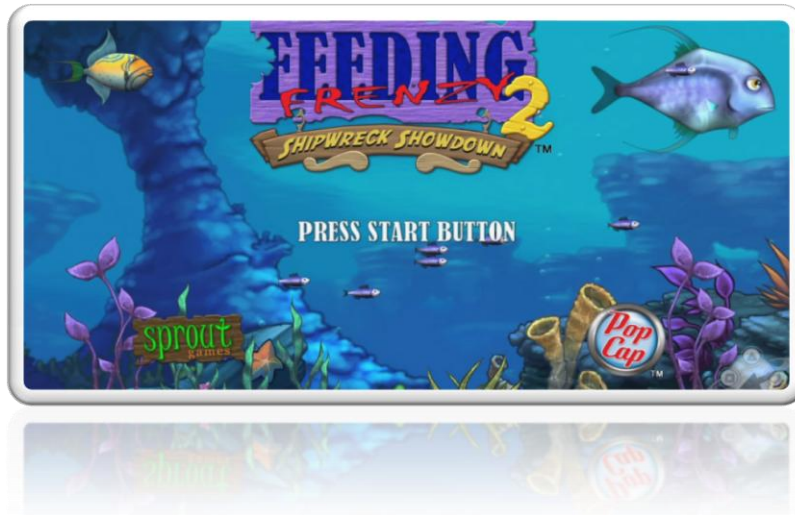 FEEDING
FRENZY 2
SHIPWRECK SHOWDOWN TM
PRESS START BUTTON
sprout
games
Pop
Cap
TM